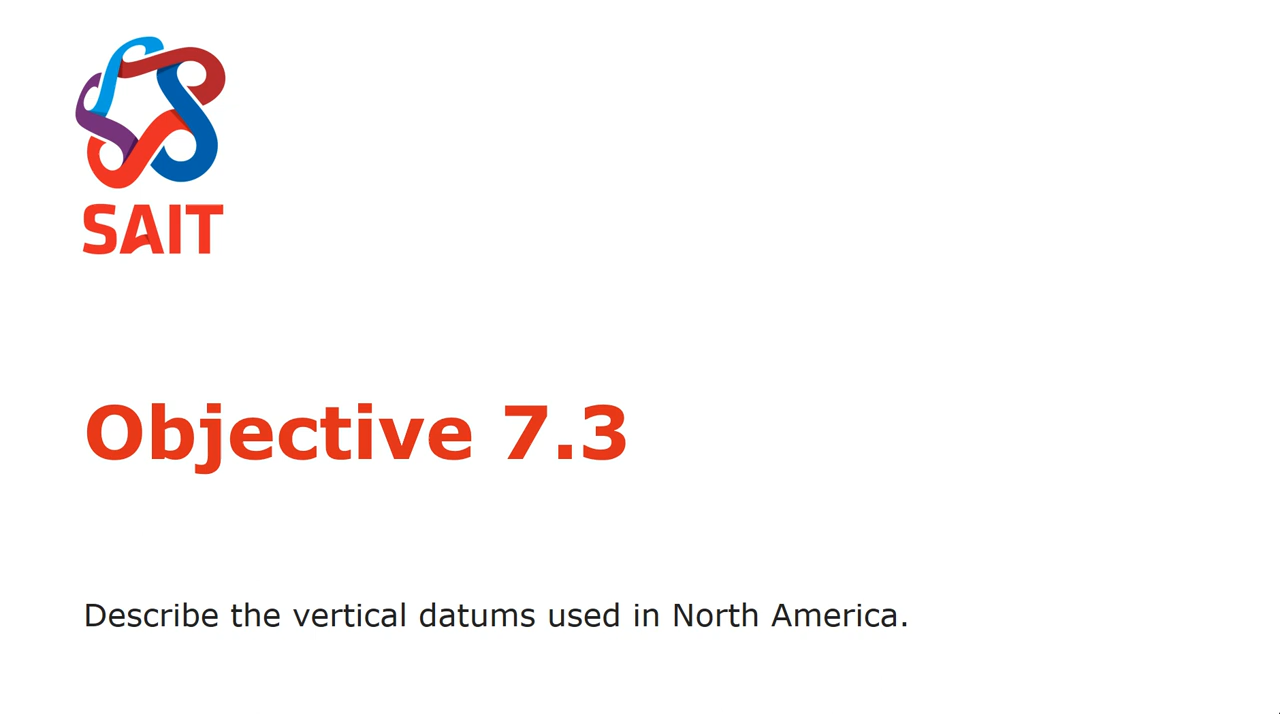 SAIT
Objective 7.3
Describe the vertical datums used in North America.